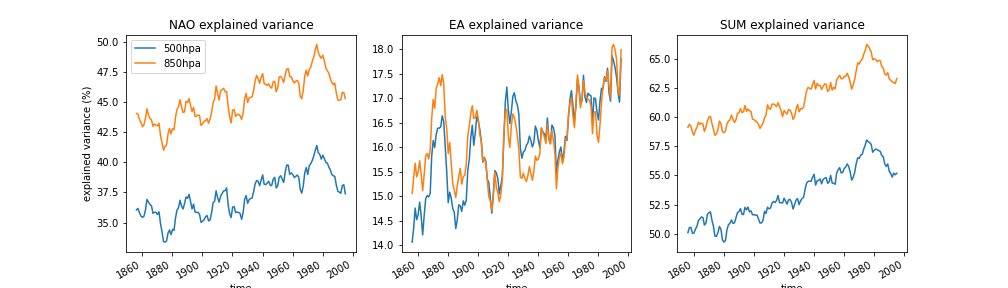 NAO explained variance
EA explained variance
SUM explained variance
500hpa
850hpa
explained variance (%)
50.0
47.5
45.0
42.5
40.0
37.5
35.0
18.0
17.5
17.0
16.5
16.0
15.5
15.0
14.5
14.0
65.0
62.5
60.0
57.5
55.0
52.5
50.0
1860 1880 1900 1920 1940 1960 1980 2000
1860 1880 1900 1920 1940 1960 1980 2000
1860 1880 1900 1920 1940 1960 1980 2000
time
time
time